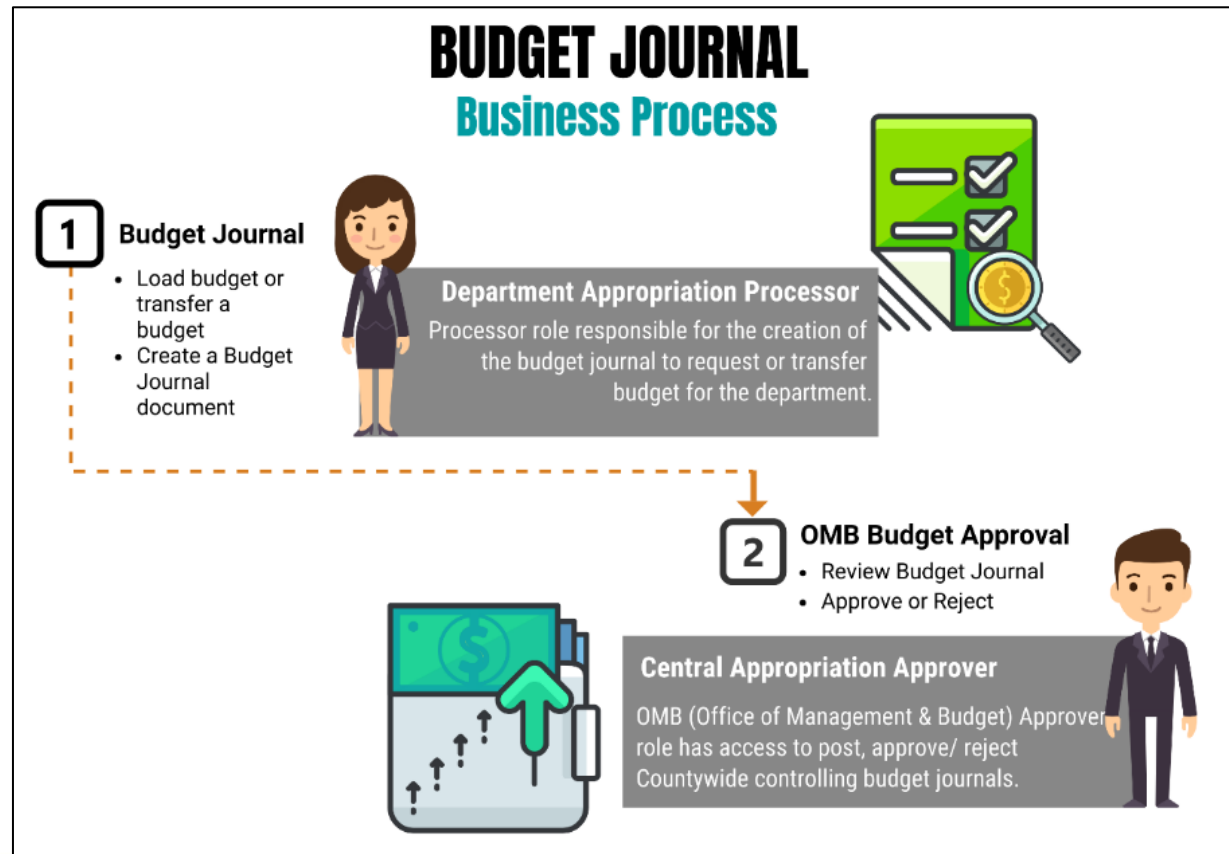 BUDGET JOURNAL
Business Process
1
Budget Journal
• Load budget or
transfer a
budget
• Create a Budget
Journal
document
Department Appropriation Processor
Processor role responsible for the creation of
the budget journal to request or transfer
budget for the department.
2
OMB Budget Approval
• Review Budget Journal
• Approve or Reject
Central Appropriation Approver
OMB (Office of Management & Budget) Approver
role has access to post, approve/ reject
Countywide controlling budget journals.